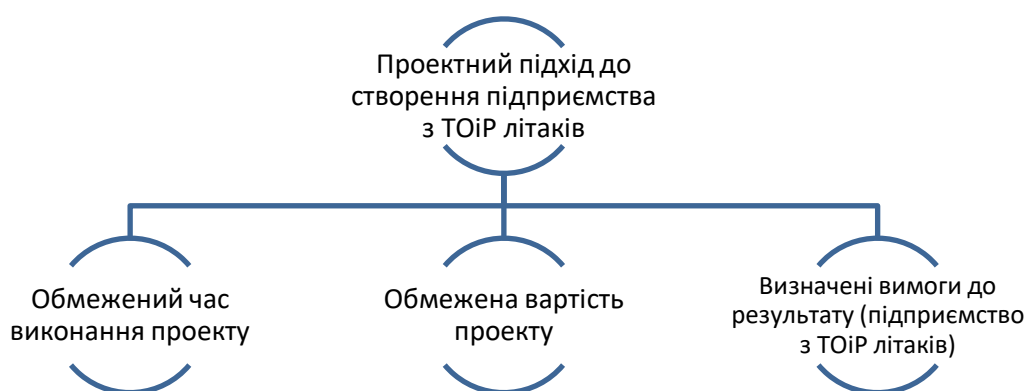 Проектний підхід до
створення підприємства
з ТОіР літаків
Обмежений час
виконання проекту
Обмежена вартість
проекту
Визначені вимоги до
результату (підприємство
з ТОіР літаків)